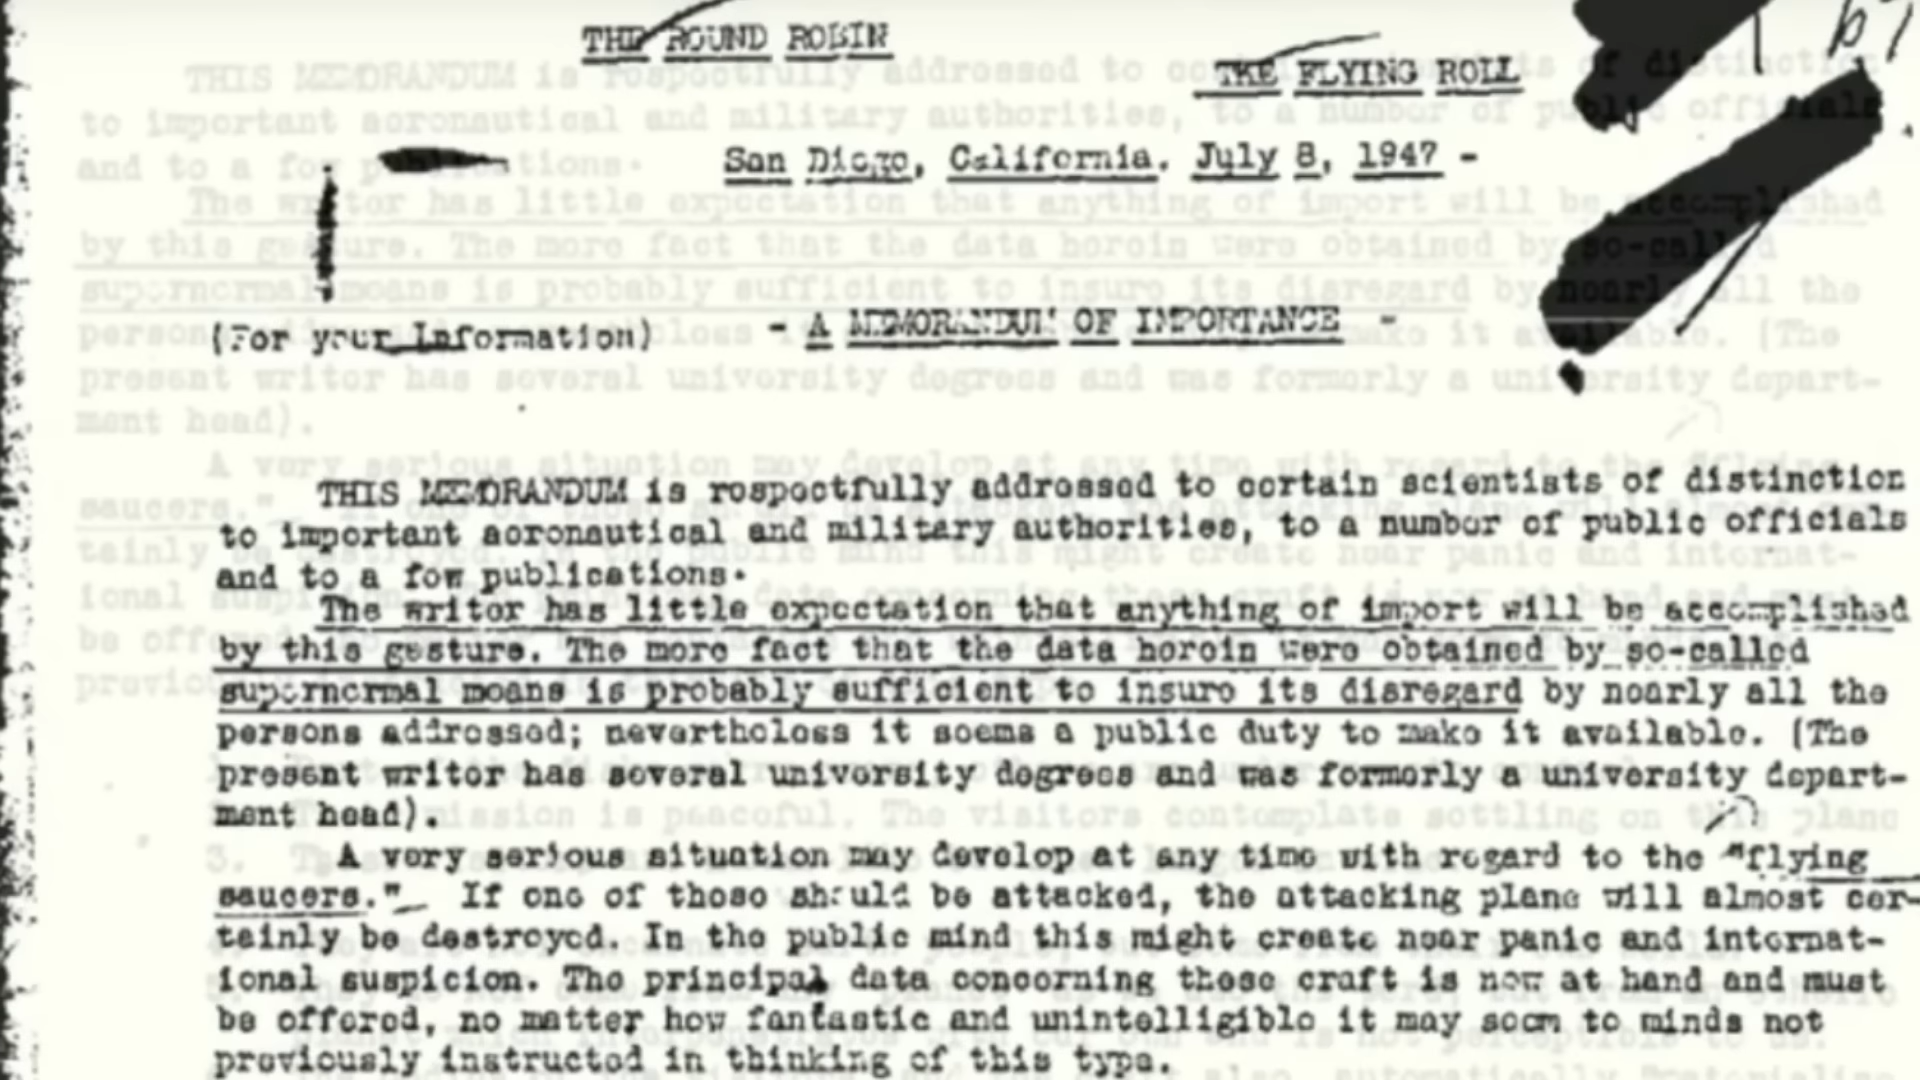 THE ROUND ROBIN
THE FLYING ROLL
San Diego, California. July 8, 1947 -
(For your Information)
- A MEMORANDUM OF IMPORTANCE -
THIS MEMORANDUM is respectfully addressed to certain scientists of distinction
to important aeronautical and military authorities, to a number of public officials
and to a few publications.
The writer has little expectation that anything of import will be accomplished
by this gesture. The mere fact that the data herein were obtained by so-called
supernormal means is probably sufficient to insure its disregard by nearly all the
persons addressed; nevertheless it seems a public duty to make it available. (The
present writer has several university degrees and was formerly a university depart-
ment head).
A very serious situation may develop at any time with regard to the "flying
saucers." If one of these should be attacked, the attacking plane will almost cer-
tainly be destroyed. In the public mind this might create near panic and internat-
ional suspicion. The principal data concerning these craft is now at hand and must
be offered, no matter how fantastic and unintelligible it may seem to minds not
previously instructed in thinking of this type.